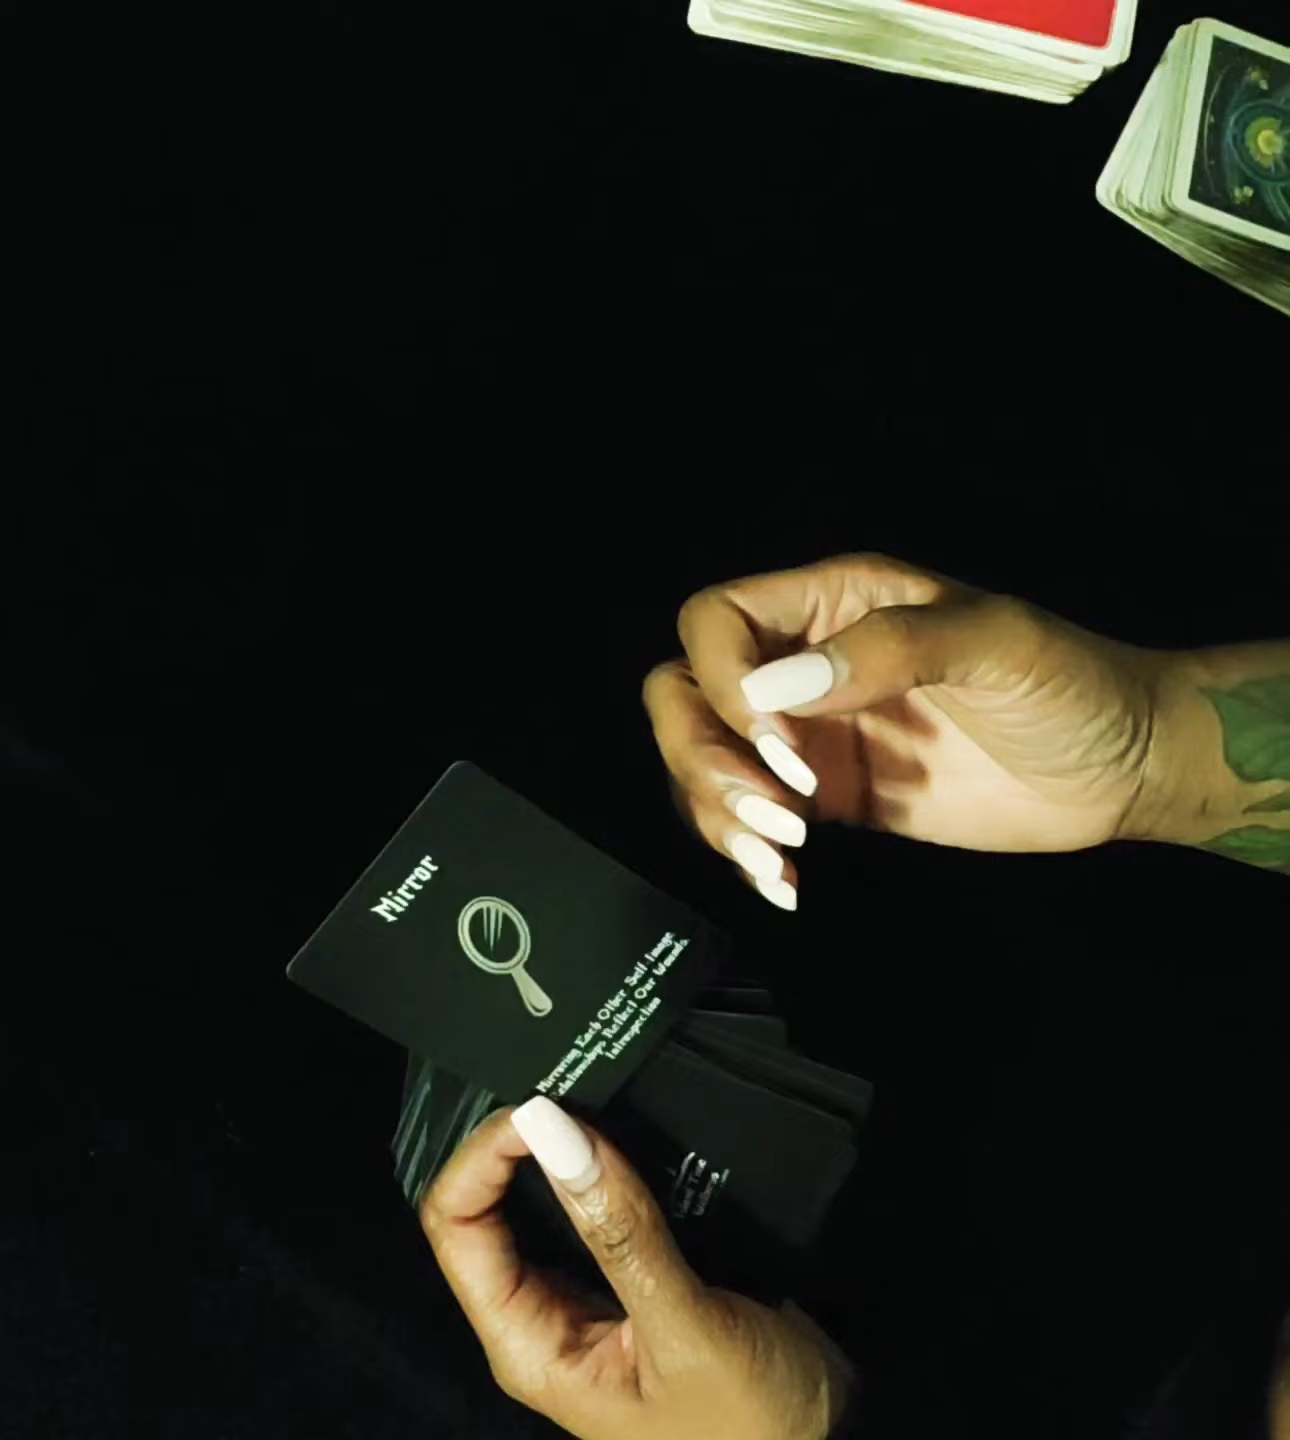 Mirror
Mirroring Each Other, Self-Image,
Relationships Reflect Our Wounds,
Introspection